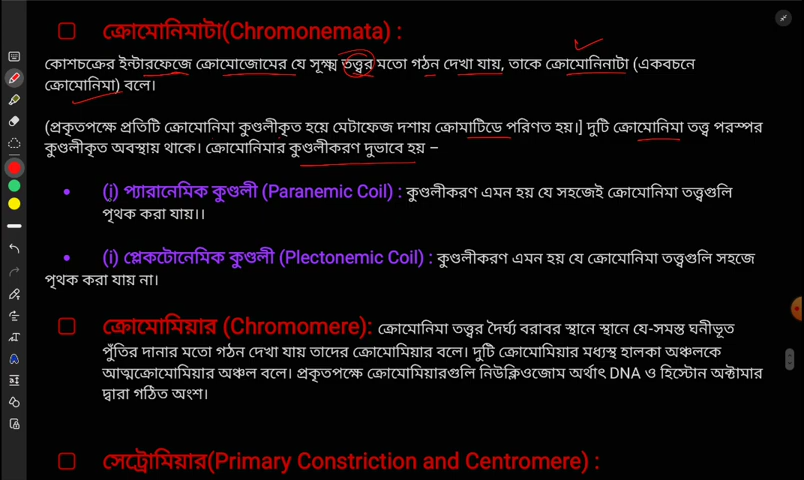 ক্রোমোনিমাটা(Chromonemata) :
কোশচক্রের ইন্টারফেজে ক্রোমোজোমের যে সূক্ষ্ম তত্ত্বর মতো গঠন দেখা যায়, তাকে ক্রোমোনিনাটা (একবচনে
ক্রোমোনিমা) বলে।
(প্রকৃতপক্ষে প্রতিটি ক্রোমোনিমা কুণ্ডলীকৃত হয়ে মেটাফেজ দশায় ক্রোমাটিডে পরিণত হয়।] দুটি ক্রোমোনিমা তত্ত্ব পরস্পর
কুণ্ডলীকৃত অবস্থায় থাকে। ক্রোমোনিমার কুণ্ডলীকরণ দুভাবে হয় –
• (i) প্যারানেমিক কুণ্ডলী (Paranemic Coil) : কুণ্ডলীকরণ এমন হয় যে সহজেই ক্রোমোনিমা তত্ত্বগুলি
পৃথক করা যায়।।
• (i) প্লেকটোনেমিক কুণ্ডলী (Plectonemic Coil) : কুণ্ডলীকরণ এমন হয় যে ক্রোমোনিমা তত্ত্বগুলি সহজে
পৃথক করা যায় না।
ক্রোমোমিয়ার (Chromomere): ক্রোমোনিমা তত্ত্বর দৈর্ঘ্য বরাবর স্থানে স্থানে যে-সমস্ত ঘনীভূত
পুঁতির দানার মতো গঠন দেখা যায় তাদের ক্রোমোমিয়ার বলে। দুটি ক্রোমোমিয়ার মধ্যস্থ হালকা অঞ্চলকে
আত্মক্রোমোমিয়ার অঞ্চল বলে। প্রকৃতপক্ষে ক্রোমোমিয়ারগুলি নিউক্লিওজোম অর্থাৎ DNA ও হিস্টোন অক্টামার
দ্বারা গঠিত অংশ।
সেন্ট্রোমিয়ার(Primary Constriction and Centromere) :